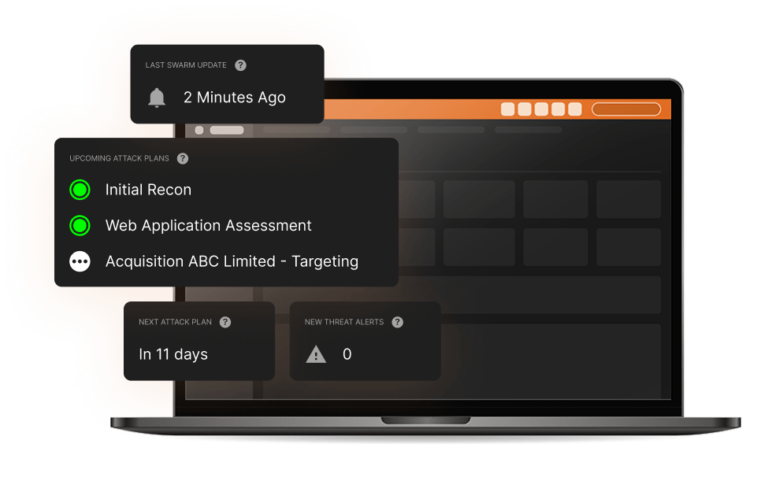 LAST SWARM UPDATE ?
2 Minutes Ago
UPCOMING ATTACK PLANS ?
Initial Recon
Web Application Assessment
Acquisition ABC Limited - Targeting
NEXT ATTACK PLAN ?
In 11 days
NEW THREAT ALERTS ?
0